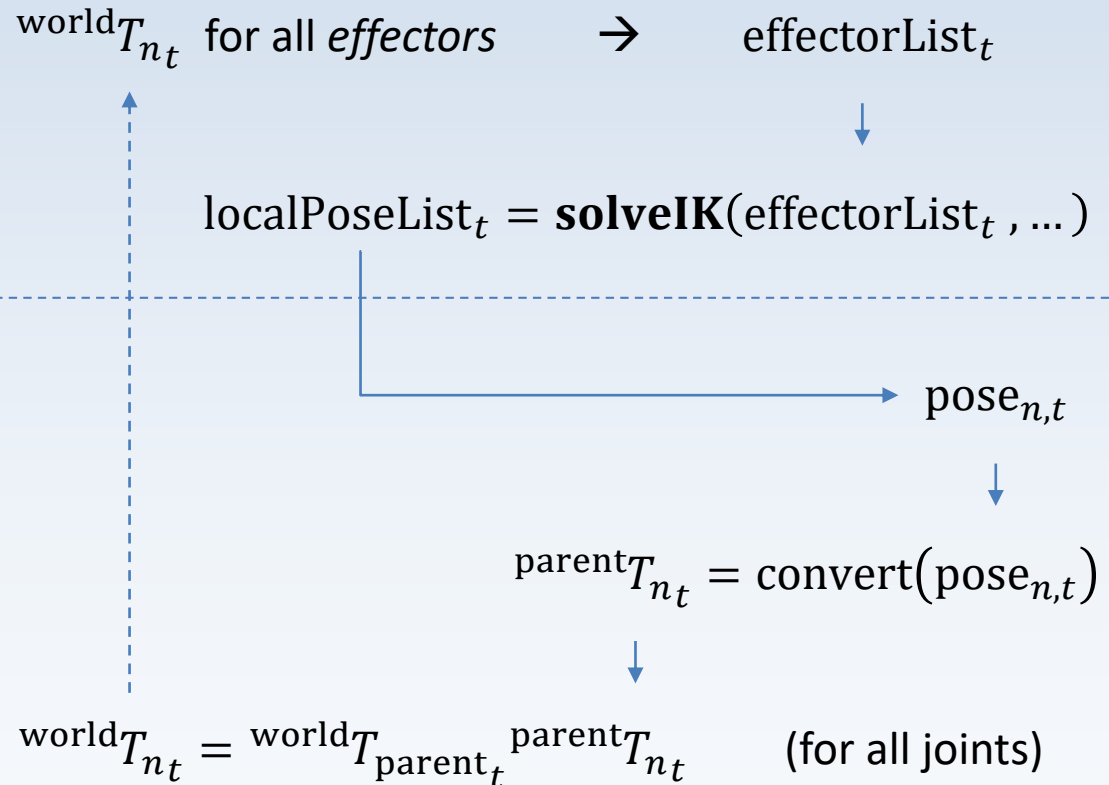 ʷᵒʳˡᵈT_{n_t} for all effectors → effectorList_t
localPoseList_t = solveIK(effectorList_t , …)
pose_{n,t}
ᵖᵃʳᵉⁿᵗT_{n_t} = convert(pose_{n,t})
ʷᵒʳˡᵈT_{n_t} = ʷᵒʳˡᵈT_{parent_t} ᵖᵃʳᵉⁿᵗT_{n_t} (for all joints)